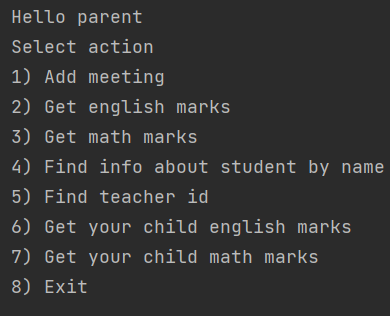 Hello parent
Select action
1) Add meeting
2) Get english marks
3) Get math marks
4) Find info about student by name
5) Find teacher id
6) Get your child english marks
7) Get your child math marks
8) Exit